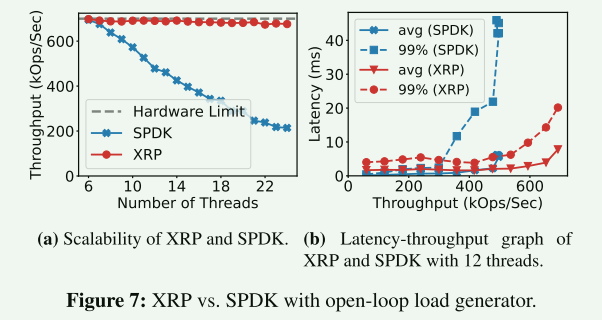 Throughput (kOps/Sec)
600
400
200
0
Hardware Limit
SPDK
XRP
6
10
14
18
22
Number of Threads
(a) Scalability of XRP and SPDK.
Latency (ms)
40
30
20
10
0
avg (SPDK)
99% (SPDK)
avg (XRP)
99% (XRP)
0
200
400
600
Throughput (kOps/Sec)
(b) Latency-throughput graph of
XRP and SPDK with 12 threads.
Figure 7: XRP vs. SPDK with open-loop load generator.